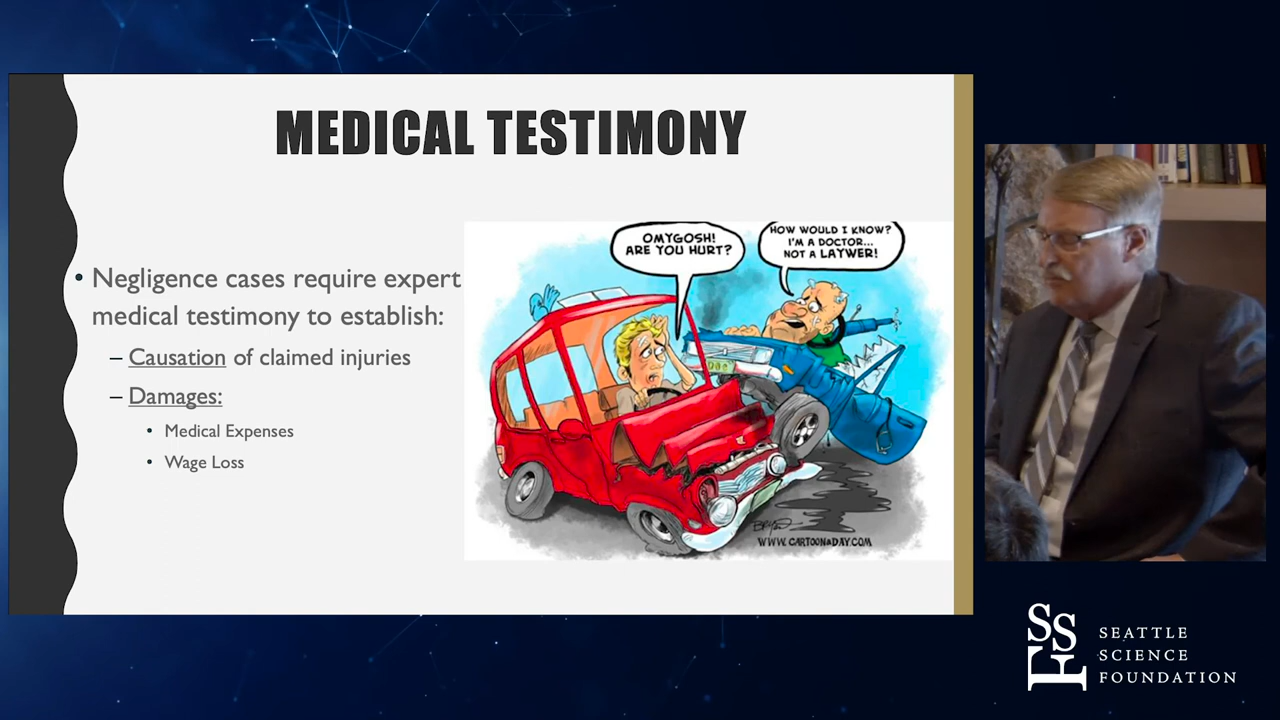 MEDICAL TESTIMONY
• Negligence cases require expert
medical testimony to establish:
– Causation of claimed injuries
– Damages:
• Medical Expenses
• Wage Loss
OMYGOSH!
ARE YOU HURT?
HOW WOULD I KNOW?
I'M A DOCTOR...
NOT A LAYWER!
WWW.CARTOONADAY.COM
SSF
SEATTLE
SCIENCE
FOUNDATION